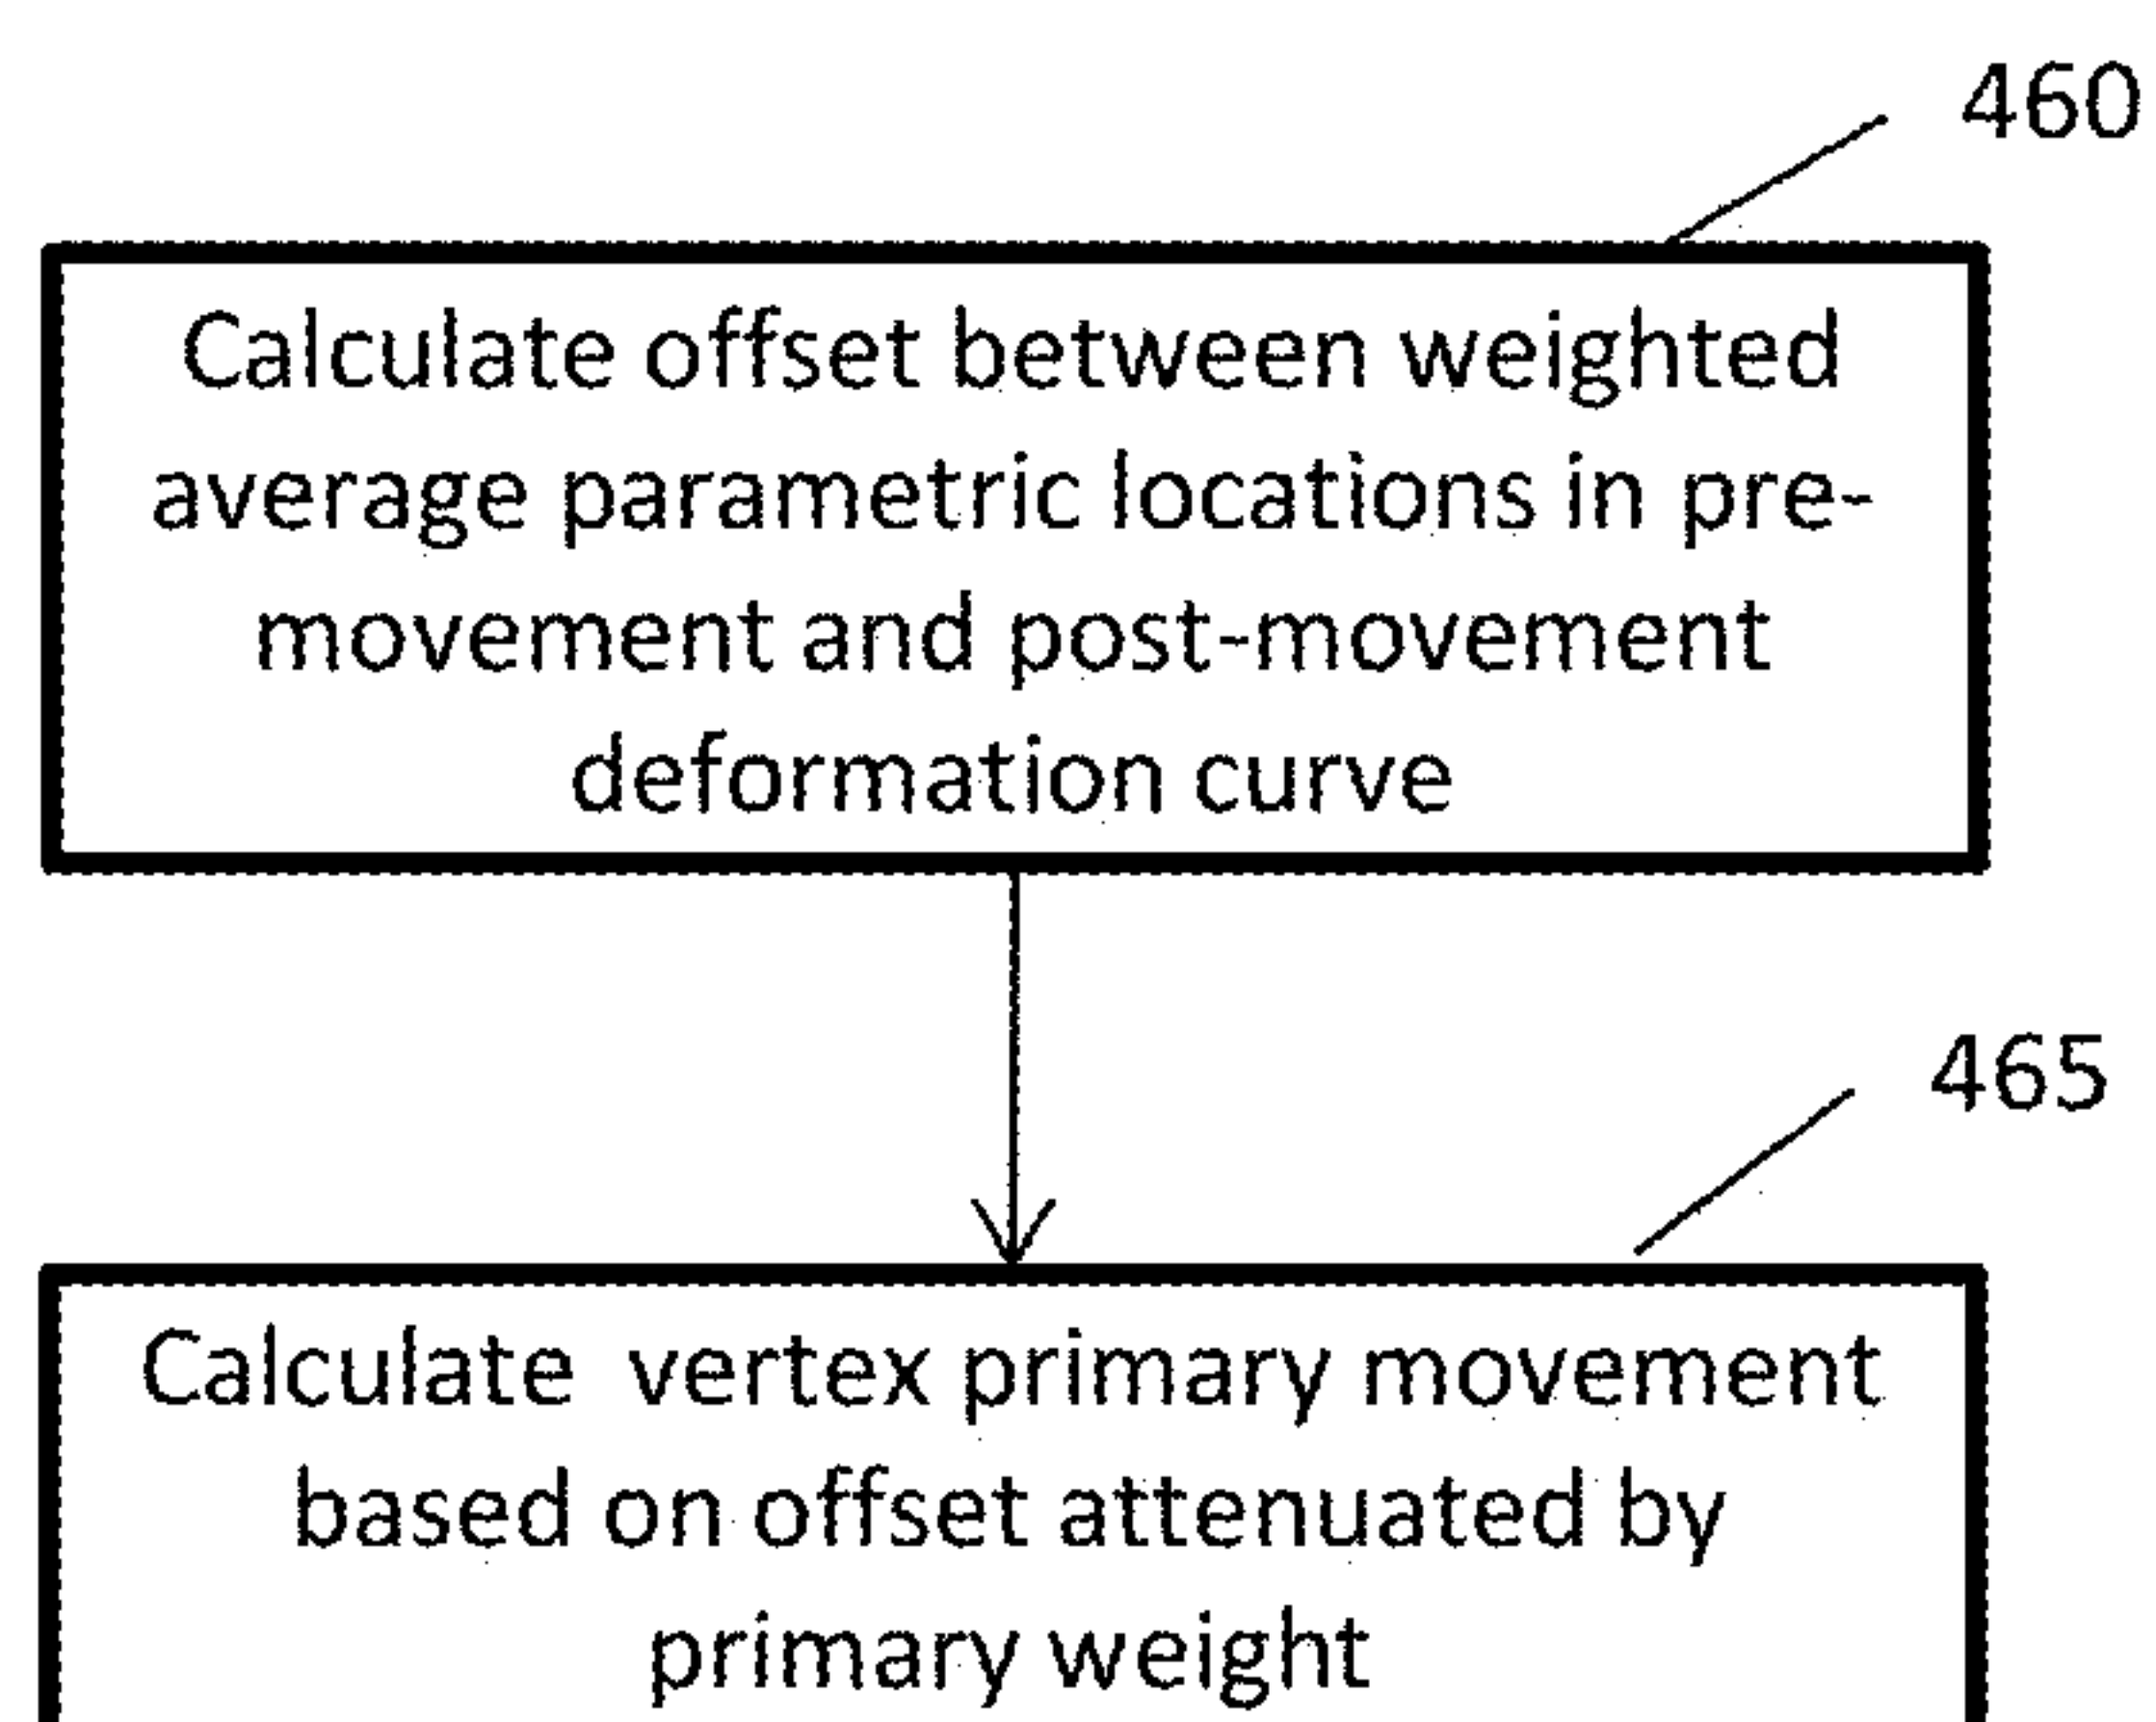 460
Calculate offset between weighted
average parametric locations in pre-
movement and post-movement
deformation curve
465
Calculate vertex primary movement
based on offset attenuated by
primary weight